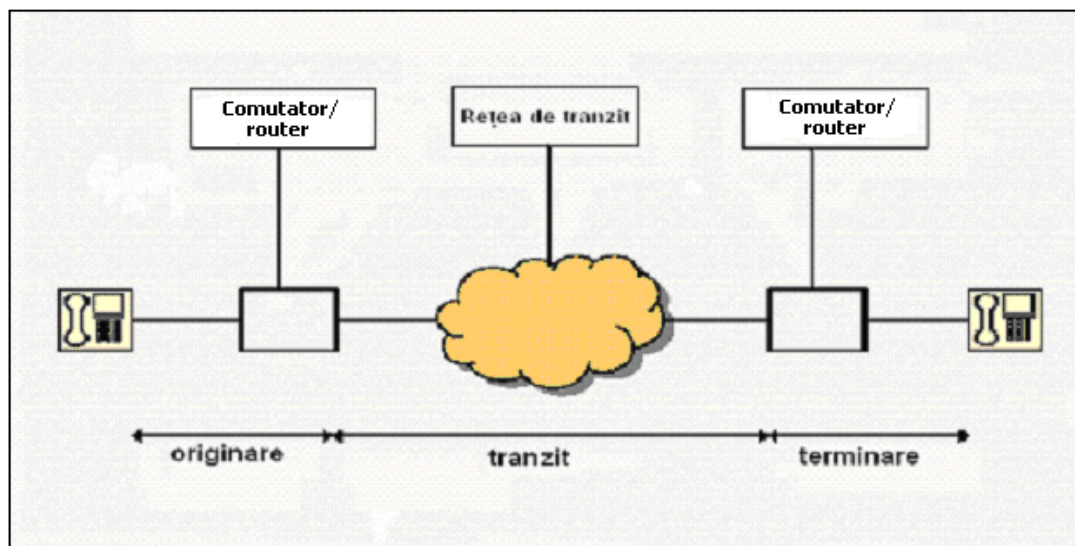 Comutator/
router
Rețea de tranzit
Comutator/
router
originare
tranzit
terminare